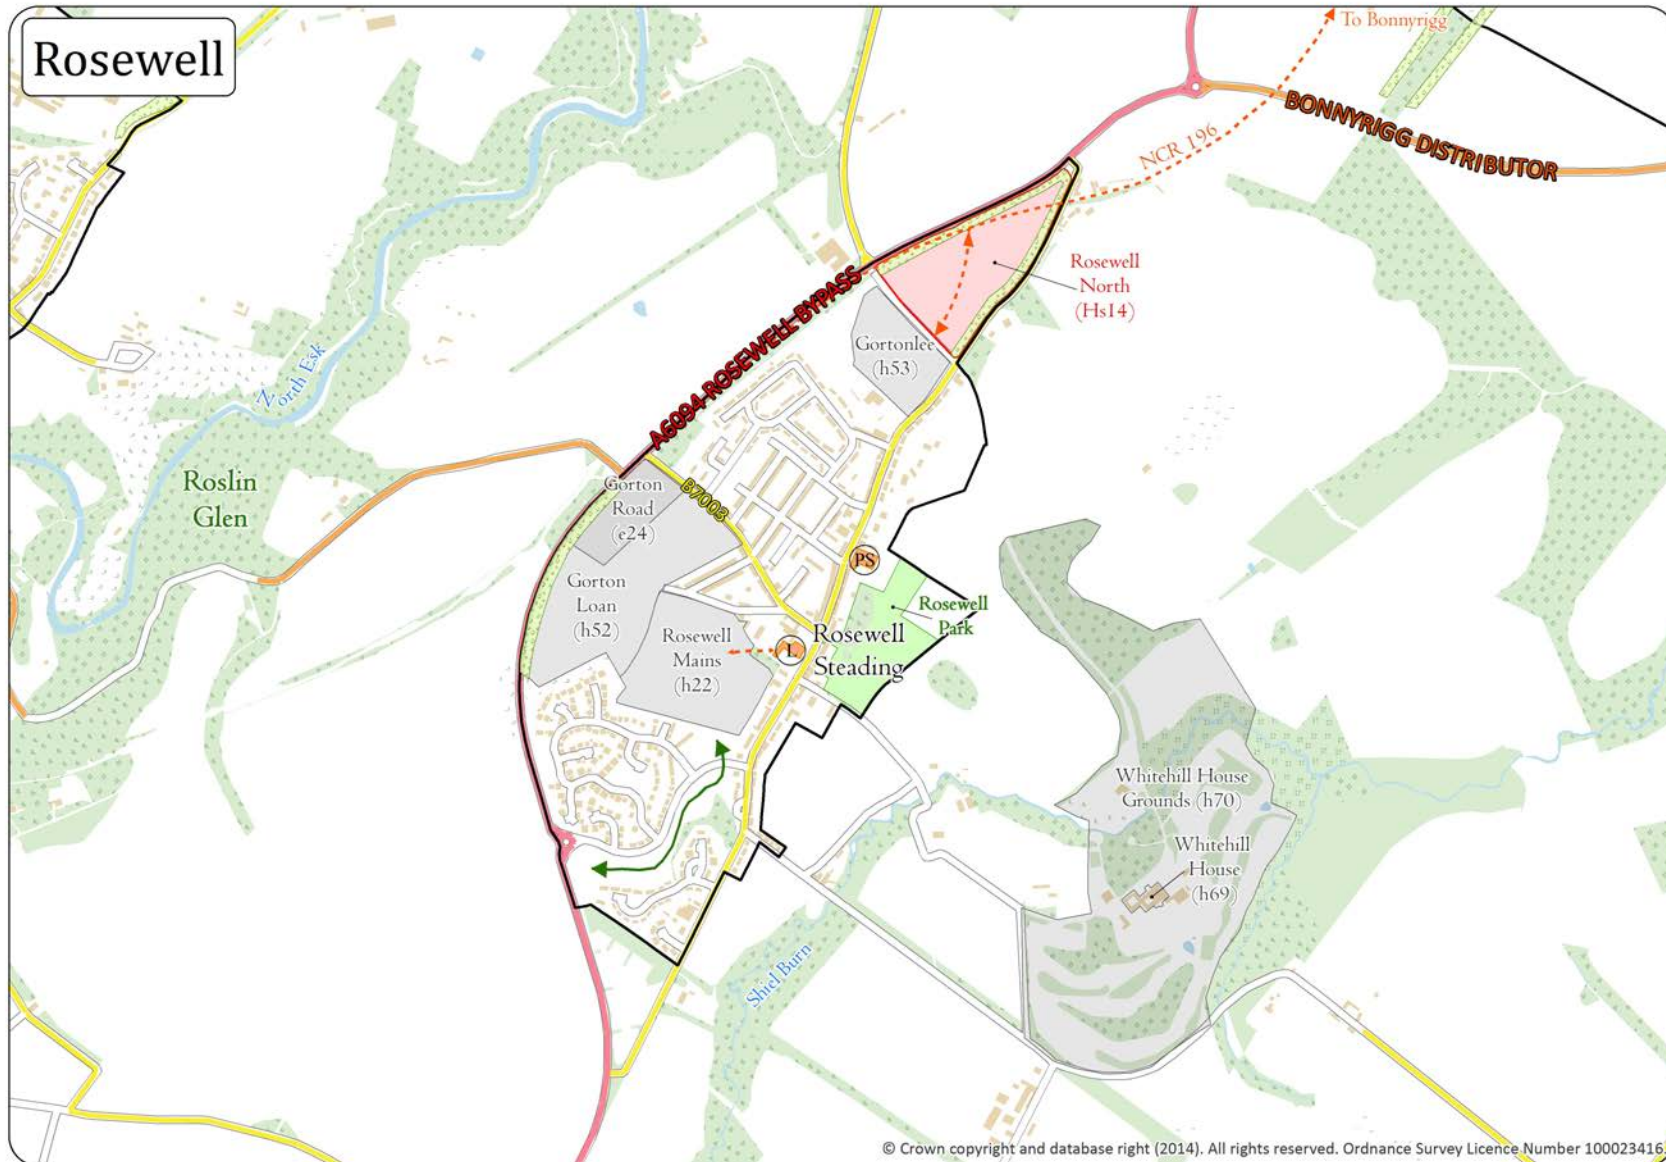 Rosewell
To Bonnyrigg
BONNYRIGG DISTRIBUTOR
NCR 196
Rosewell
North
(Hs14)
A6094 ROSEWELL BYPASS
Gortonlee
(h53)
North Esk
Roslin
Glen
Gorton
Road
(e24)
B7003
PS
Gorton
Loan
(h52)
Rosewell
Park
Rosewell
Mains
(h22)
L
Rosewell
Steading
Whitehill House
Grounds (h70)
Whitehill
House
(h69)
Shiel Burn
© Crown copyright and database right (2014). All rights reserved. Ordnance Survey Licence Number 100023416